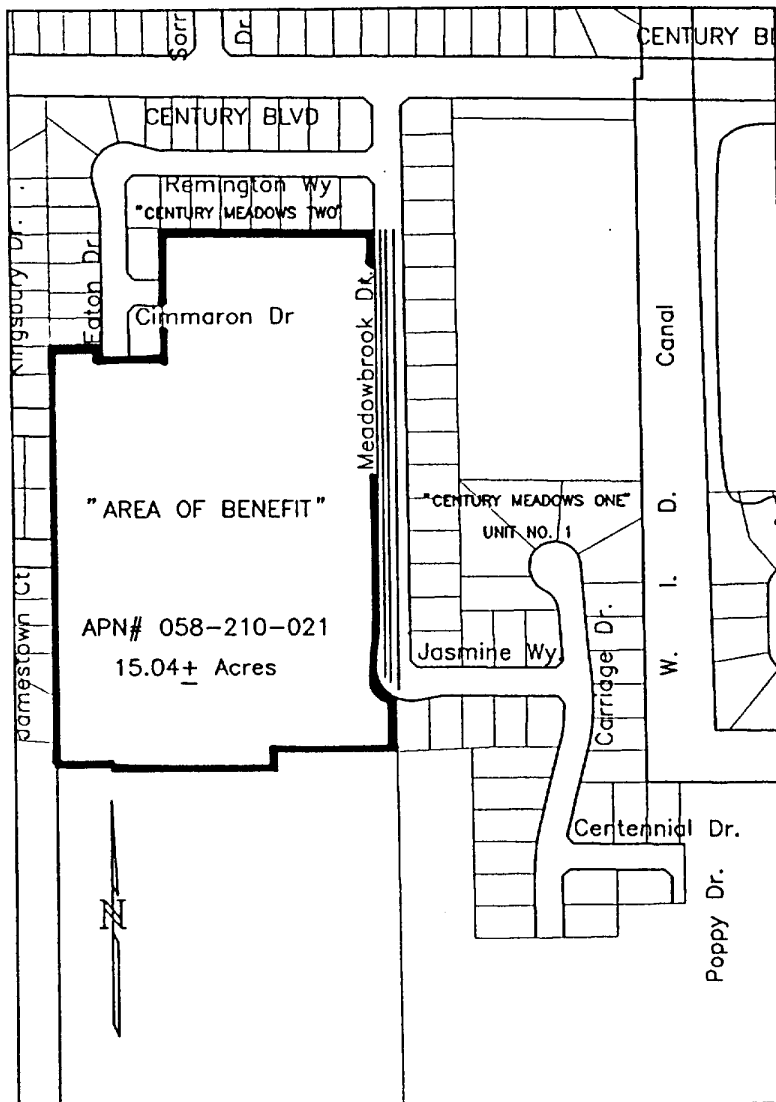 Sorr
Dr
CENTURY BL
CENTURY BLVD
Remington Wy
"CENTURY MEADOWS TWO"
Kingsbury Dr.
Eaton Dr
Cimmaron Dr
Meadowbrook Dr.
Canal
"AREA OF BENEFIT"
"CENTURY MEADOWS ONE"
UNIT NO. 1
W. I. D.
APN# 058-210-021
15.04± Acres
Jamestown Ct
Jasmine Wy.
Carriage Dr.
Centennial Dr.
Poppy Dr.
N